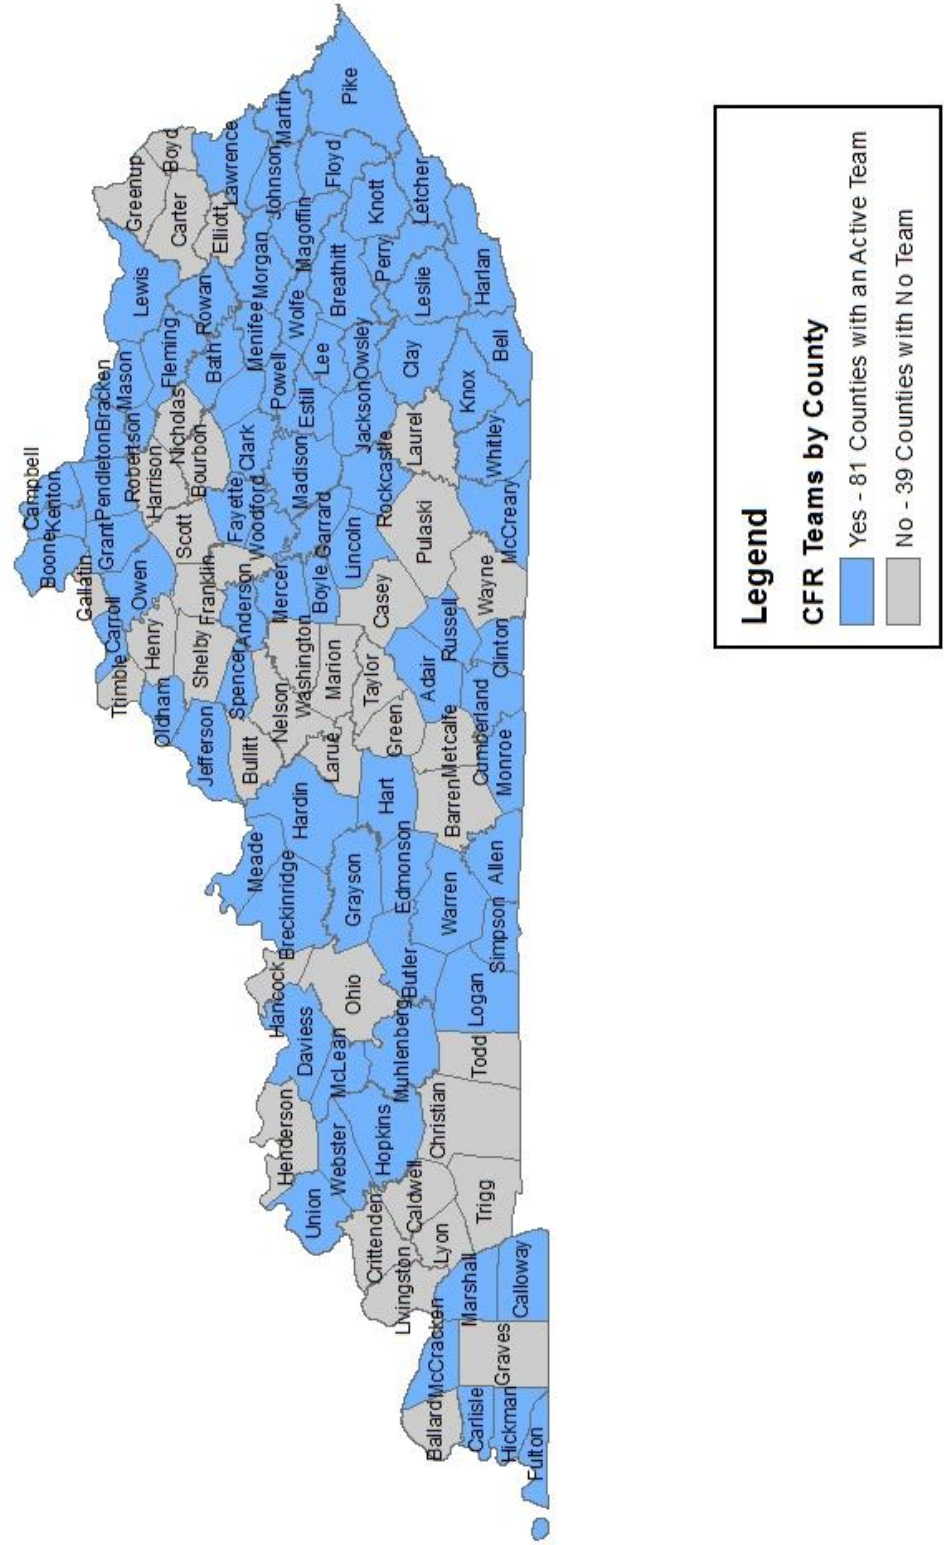 Campbell
Boone
Kenton
Gallatin
Grant
Pendleton
Bracken
Trimble
Carroll
Owen
Robertson
Mason
Lewis
Greenup
Oldham
Henry
Harrison
Nicholas
Fleming
Boyd
Jefferson
Shelby
Franklin
Scott
Bourbon
Bath
Rowan
Carter
Elliott
Lawrence
Bullitt
Spencer
Anderson
Fayette
Woodford
Clark
Menifee
Morgan
Johnson
Martin
Henderson
Hancock
Meade
Breckinridge
Hardin
Nelson
Washington
Mercer
Madison
Powell
Estill
Wolfe
Magoffin
Floyd
Pike
Union
Webster
Daviess
McLean
Ohio
Grayson
Larue
Marion
Boyle
Garrard
Lincoln
Jackson
Lee
Owsley
Breathitt
Perry
Knott
Crittenden
Hopkins
Muhlenberg
Butler
Edmonson
Hart
Green
Taylor
Casey
Rockcastle
Clay
Leslie
Letcher
Livingston
Caldwell
Christian
Warren
Barren
Metcalfe
Adair
Russell
Pulaski
Laurel
Knox
Harlan
Ballard
McCracken
Marshall
Lyon
Trigg
Todd
Logan
Simpson
Allen
Monroe
Cumberland
Clinton
Wayne
McCreary
Whitley
Bell
Carlisle
Hickman
Fulton
Graves
Calloway
Legend
CFR Teams by County
Yes - 81 Counties with an Active Team
No - 39 Counties with No Team